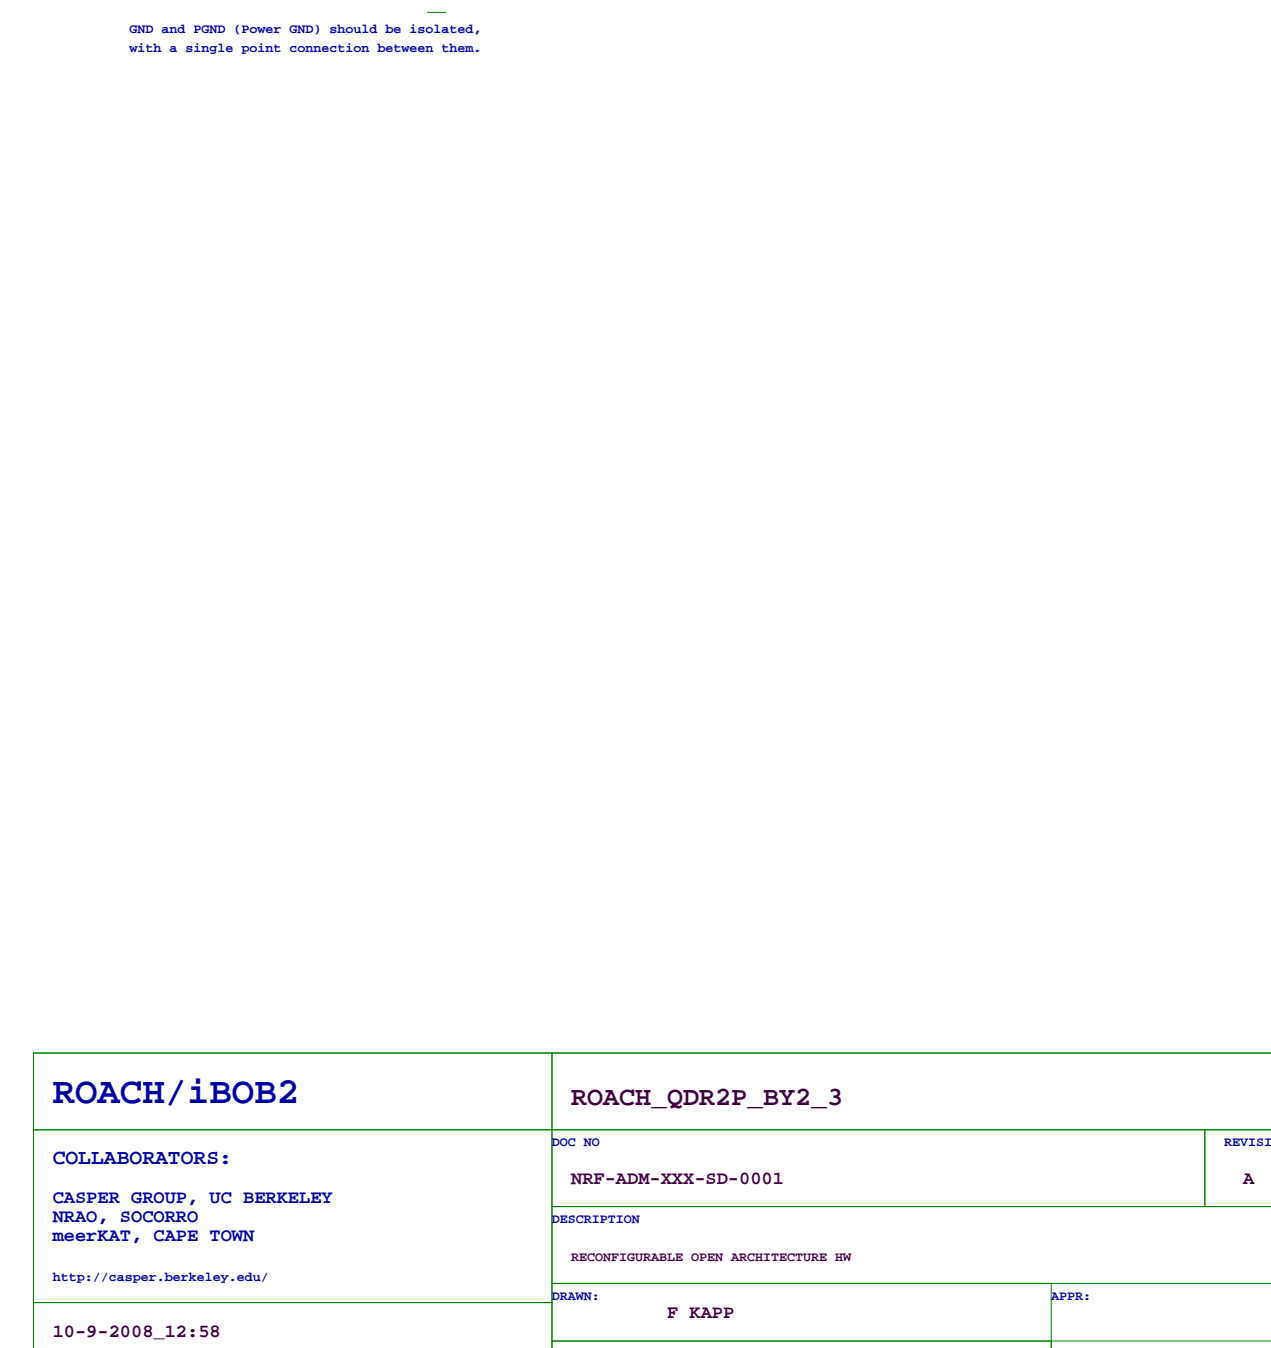 GND and PGND (Power GND) should be isolated,
with a single point connection between them.
ROACH/iBOB2
ROACH_QDR2P_BY2_3
COLLABORATORS:
CASPER GROUP, UC BERKELEY
NRAO, SOCORRO
meerKAT, CAPE TOWN
http://casper.berkeley.edu/
10-9-2008_12:58
DOC NO
NRF-ADM-XXX-SD-0001
REVISI
A
DESCRIPTION
RECONFIGURABLE OPEN ARCHITECTURE HW
DRAWN:
F KAPP
APPR: